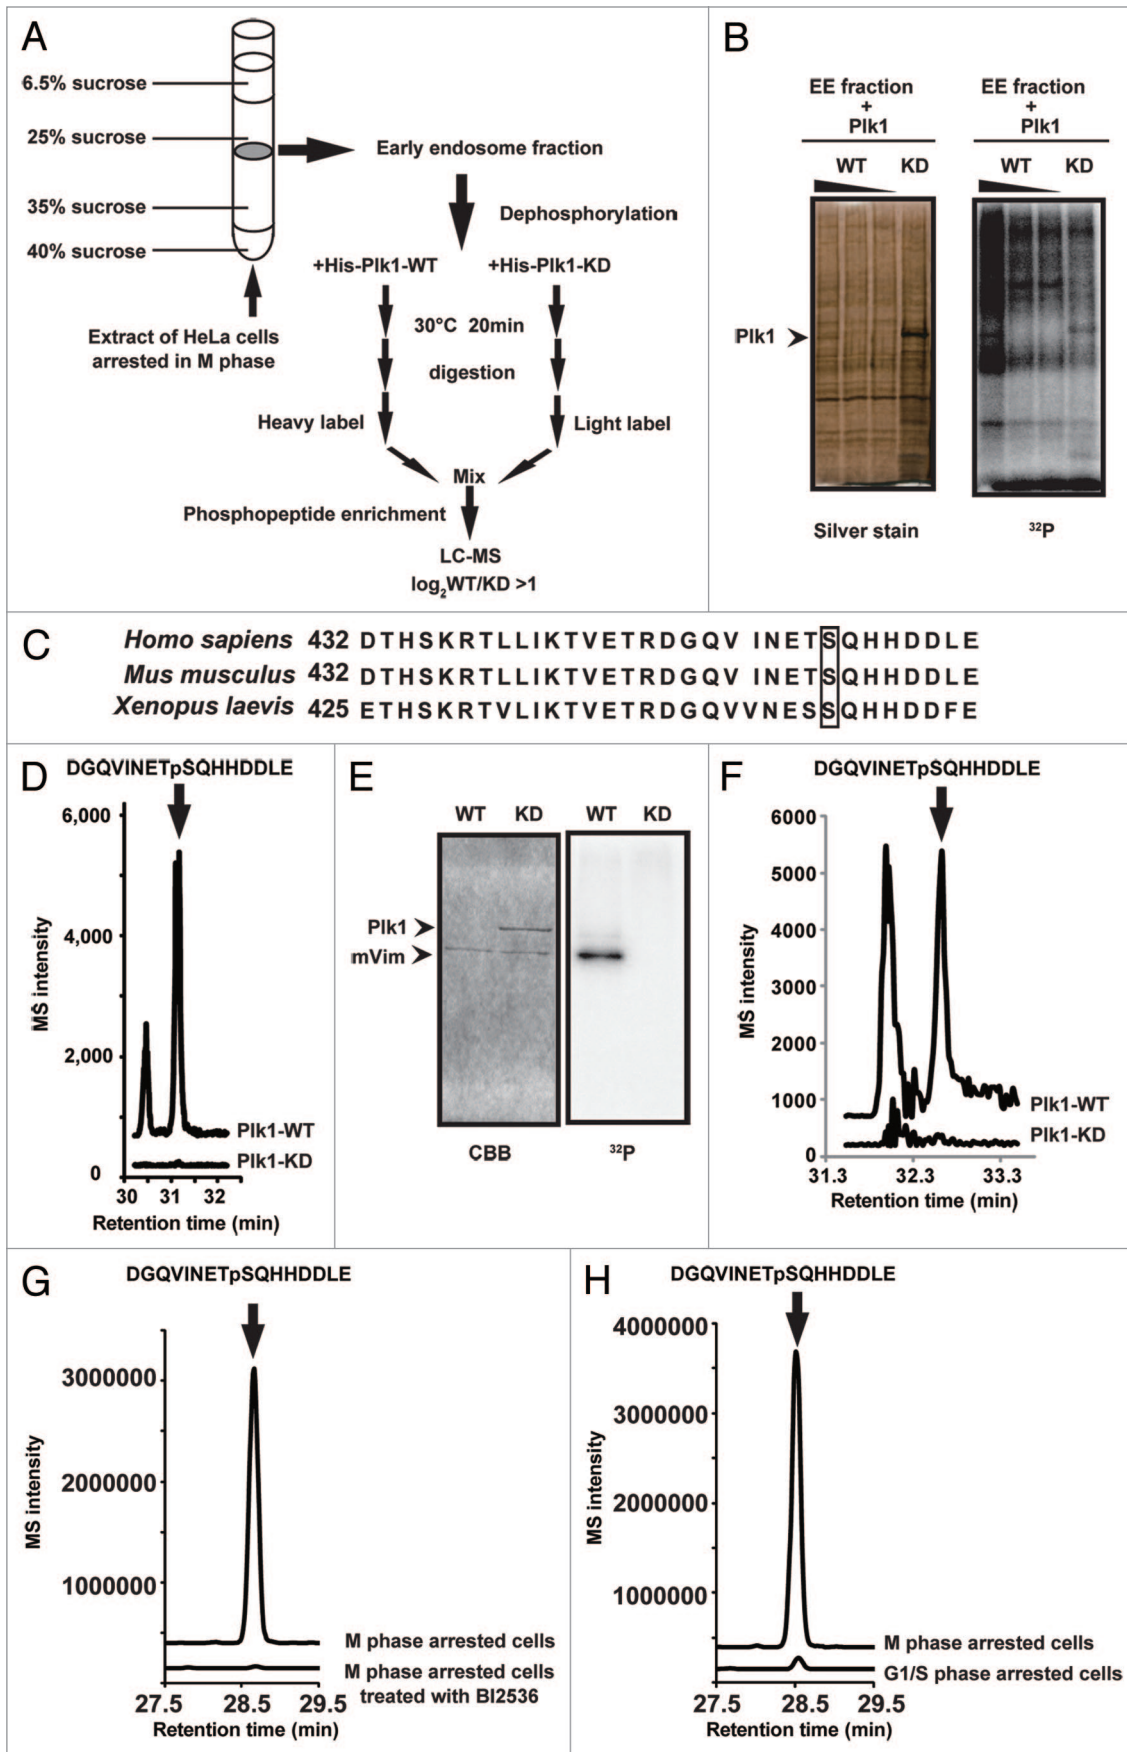 A
6.5% sucrose
25% sucrose
35% sucrose
40% sucrose
Extract of HeLa cells
arrested in M phase
Early endosome fraction
Dephosphorylation
+His-Plk1-WT +His-Plk1-KD
30°C 20min
digestion
Heavy label Light label
Mix
Phosphopeptide enrichment
LC-MS
log2WT/KD >1
B
EE fraction
+
Plk1
WT KD
EE fraction
+
Plk1
WT KD
Plk1
Silver stain
32P
C
Homo sapiens 432 DTHSKRTLLIKTVETRDGQV INETSQHHDDLE
Mus musculus 432 DTHSKRTLLIKTVETRDGQV INETSQHHDDLE
Xenopus laevis 425 ETHSKRTVLIKTVETRDGQVVNESSQHHDDFE
D
DGQVINETpSQHHDDLE
6,000
4,000
2,000
0
MS intensity
Plk1-WT
Plk1-KD
30 31 32
Retention time (min)
E
WT KD WT KD
Plk1
mVim
CBB 32P
F
DGQVINETpSQHHDDLE
6000
5000
4000
3000
2000
1000
0
MS intensity
Plk1-WT
Plk1-KD
31.3 32.3 33.3
Retention time (min)
G
DGQVINETpSQHHDDLE
3000000
2000000
1000000
MS intensity
M phase arrested cells
M phase arrested cells
treated with BI2536
27.5 28.5 29.5
Retention time (min)
H
DGQVINETpSQHHDDLE
4000000
3000000
2000000
1000000
MS intensity
M phase arrested cells
G1/S phase arrested cells
27.5 28.5 29.5
Retention time (min)